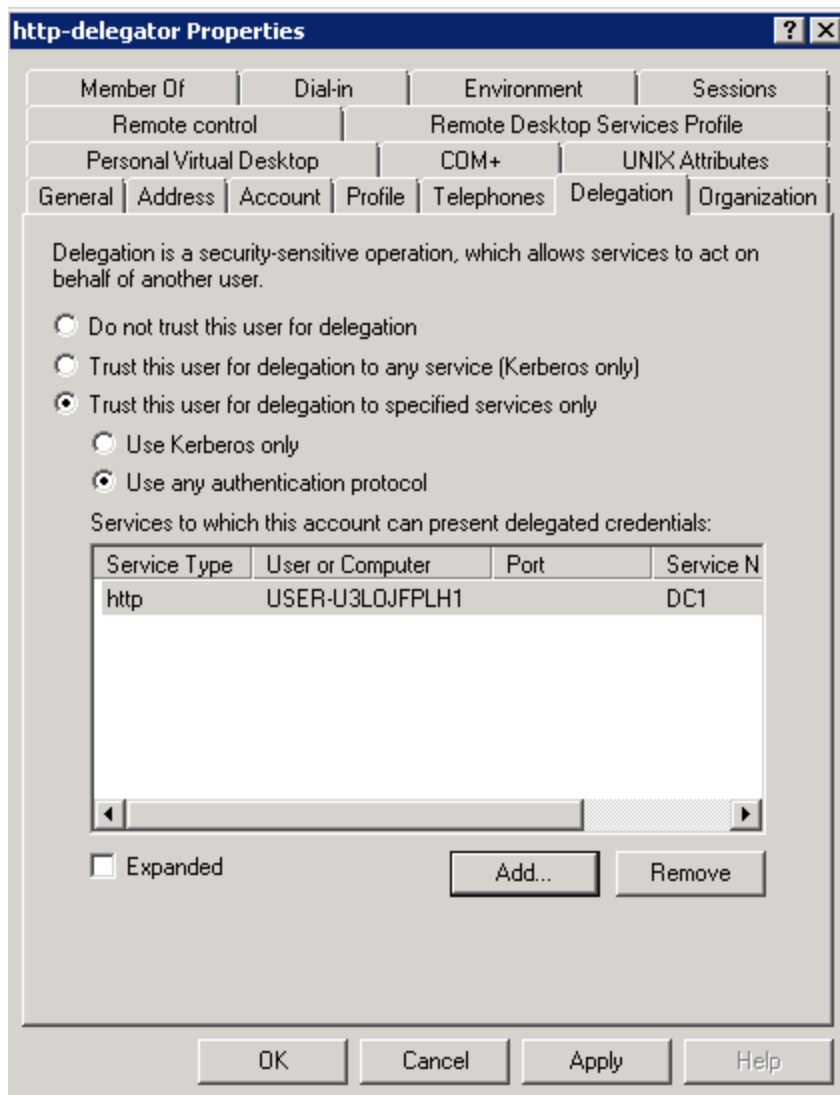 http-delegator Properties
Member Of Dial-in Environment Sessions
Remote control Remote Desktop Services Profile
Personal Virtual Desktop COM+ UNIX Attributes
General Address Account Profile Telephones Delegation Organization
Delegation is a security-sensitive operation, which allows services to act on
behalf of another user.
Do not trust this user for delegation
Trust this user for delegation to any service (Kerberos only)
Trust this user for delegation to specified services only
Use Kerberos only
Use any authentication protocol
Services to which this account can present delegated credentials:
Service Type User or Computer Port Service N
http USER-U3LOJFPLH1 DC1
Expanded Add... Remove
OK Cancel Apply Help